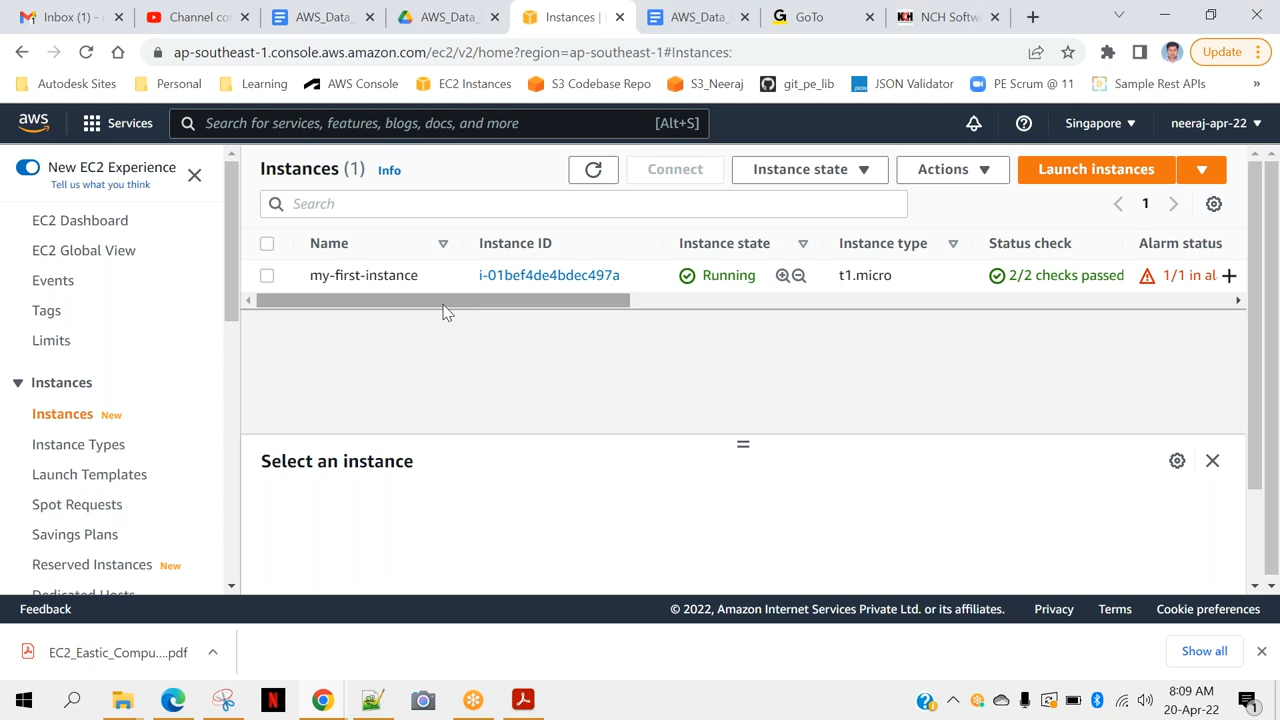 Inbox (1) - n
Channel co
AWS_Data_
AWS_Data_
Instances |
AWS_Data_
GoTo
NCH Softw
ap-southeast-1.console.aws.amazon.com/ec2/v2/home?region=ap-southeast-1#Instances:
Update
Autodesk Sites
Personal
Learning
AWS Console
EC2 Instances
S3 Codebase Repo
S3_Neeraj
git_pe_lib
JSON Validator
PE Scrum @ 11
Sample Rest APIs
»
aws
Services
Search for services, features, blogs, docs, and more
[Alt+S]
Singapore
neeraj-apr-22
New EC2 Experience
Tell us what you think
EC2 Dashboard
EC2 Global View
Events
Tags
Limits
Instances
Instances New
Instance Types
Launch Templates
Spot Requests
Savings Plans
Reserved Instances New
Dedicated Hosts
Instances (1) Info
Connect
Instance state
Actions
Launch instances
Search
1
Name
Instance ID
Instance state
Instance type
Status check
Alarm status
my-first-instance
i-01bef4de4bdec497a
Running
t1.micro
2/2 checks passed
1/1 in al
Select an instance
Feedback
© 2022, Amazon Internet Services Private Ltd. or its affiliates.
Privacy
Terms
Cookie preferences
EC2_Eastic_Compu....pdf
Show all
8:09 AM
20-Apr-22
1